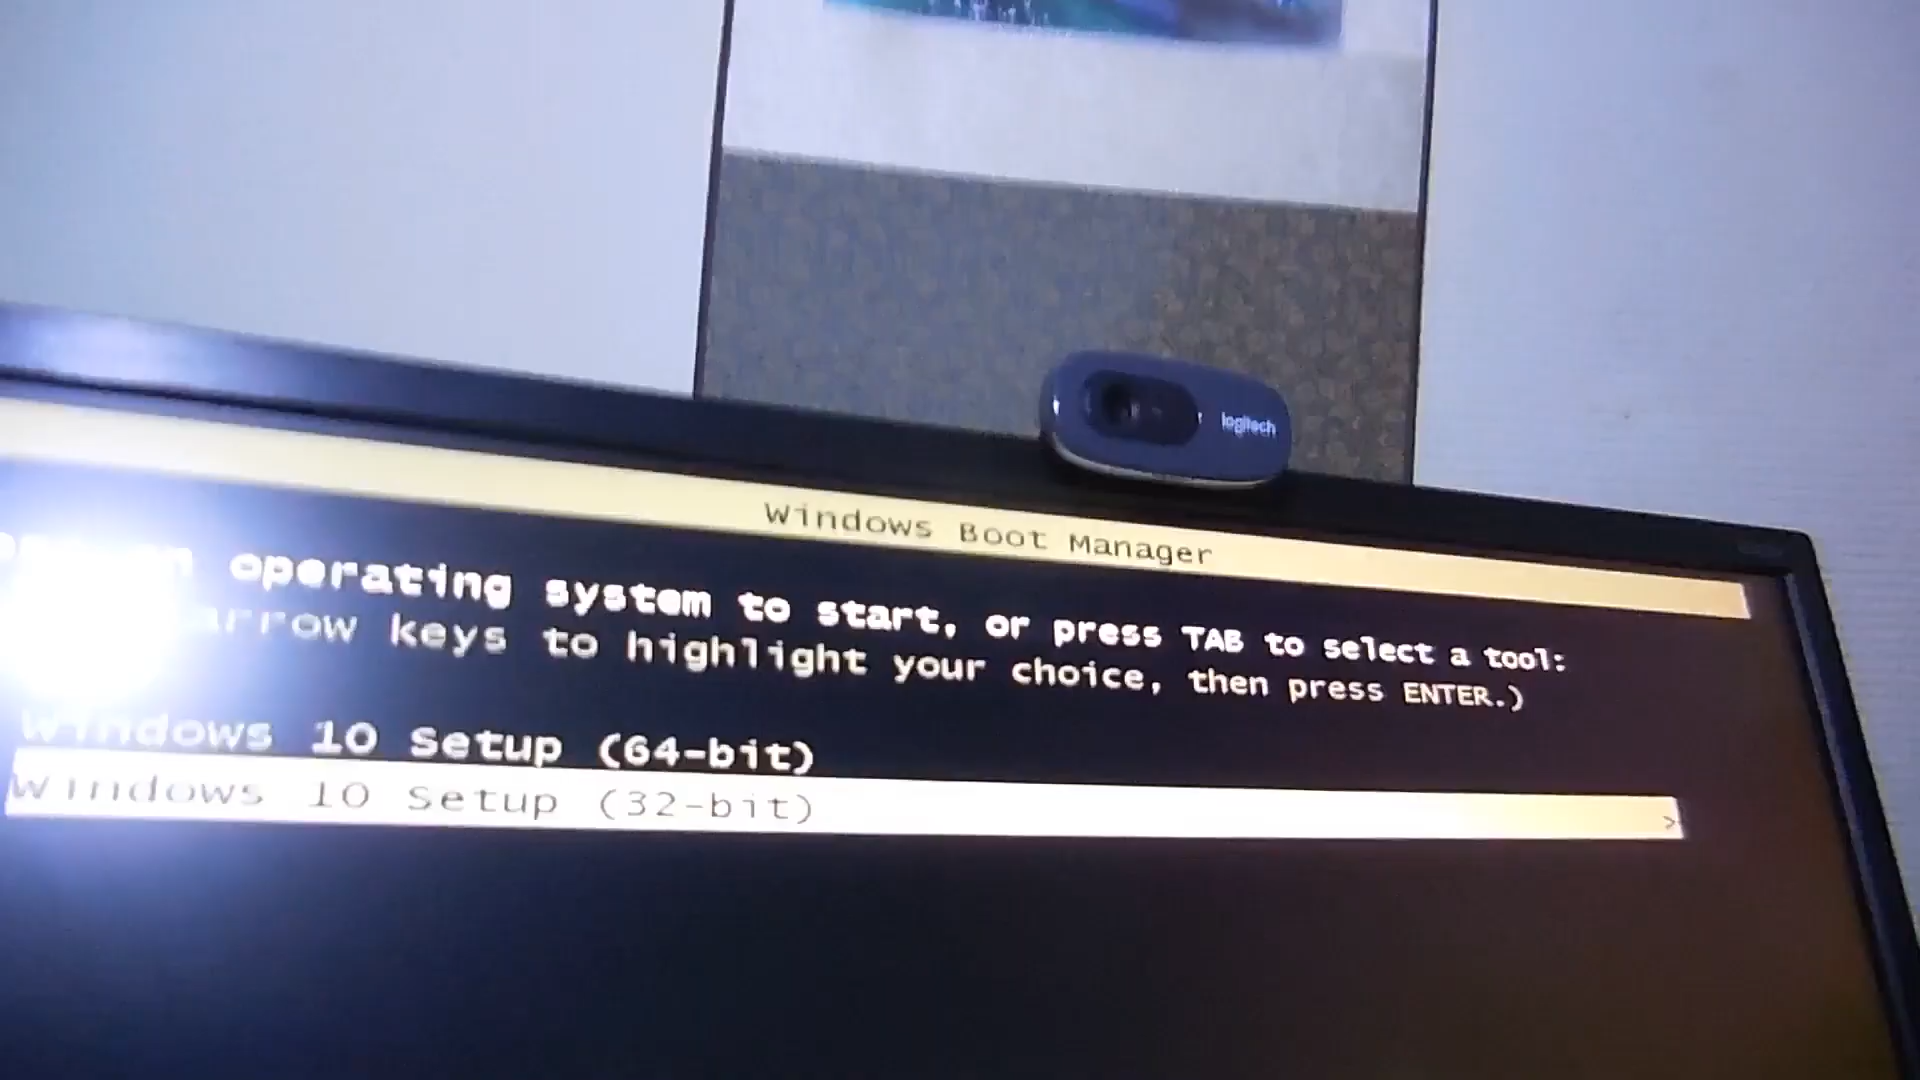 logitech
Windows Boot Manager
operating system to start, or press TAB to select a tool:
arrow keys to highlight your choice, then press ENTER.)
Windows 10 Setup (64-bit)
Windows 10 Setup (32-bit) >